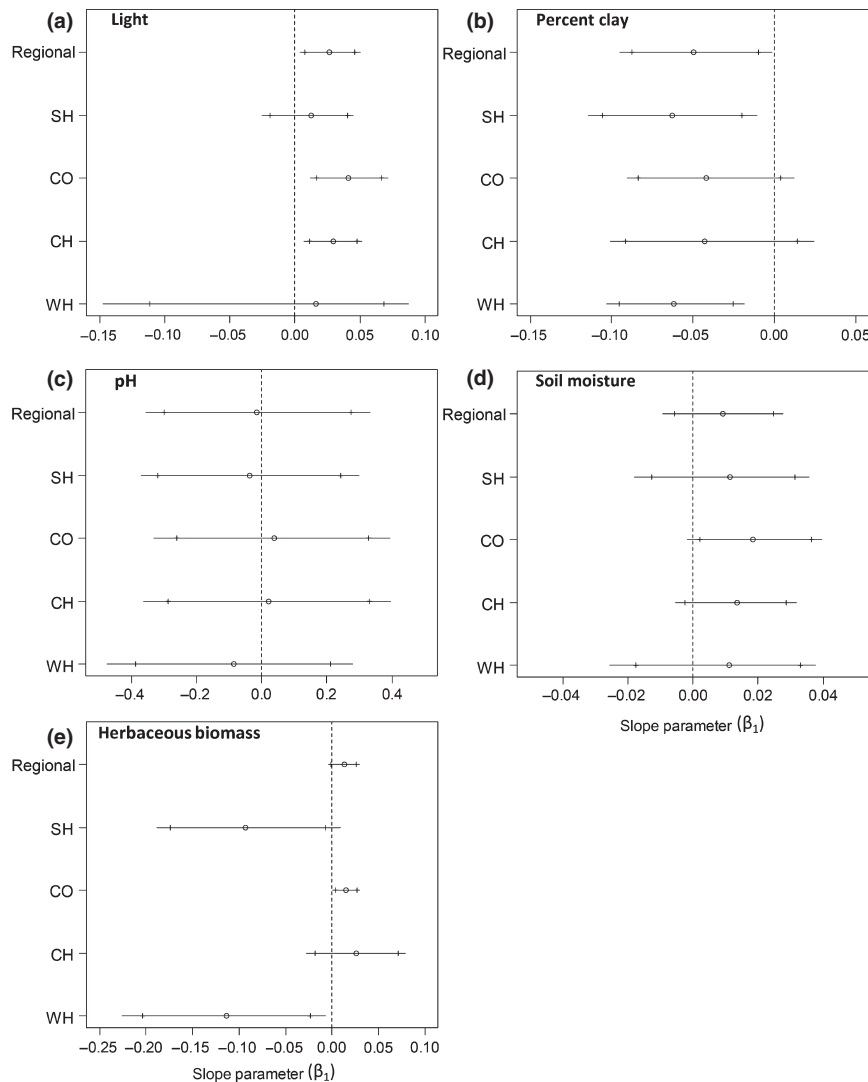 (a) Light
Regional
SH
CO
CH
WH
–0.15 –0.10 –0.05 0.00 0.05 0.10
(b) Percent clay
Regional
SH
CO
CH
WH
–0.15 –0.10 –0.05 0.00 0.05
(c) pH
Regional
SH
CO
CH
WH
–0.4 –0.2 0.0 0.2 0.4
(d) Soil moisture
Regional
SH
CO
CH
WH
–0.04 –0.02 0.00 0.02 0.04
Slope parameter (β₁)
(e) Herbaceous biomass
Regional
SH
CO
CH
WH
–0.25 –0.20 –0.15 –0.10 –0.05 0.00 0.05 0.10
Slope parameter (β₁)